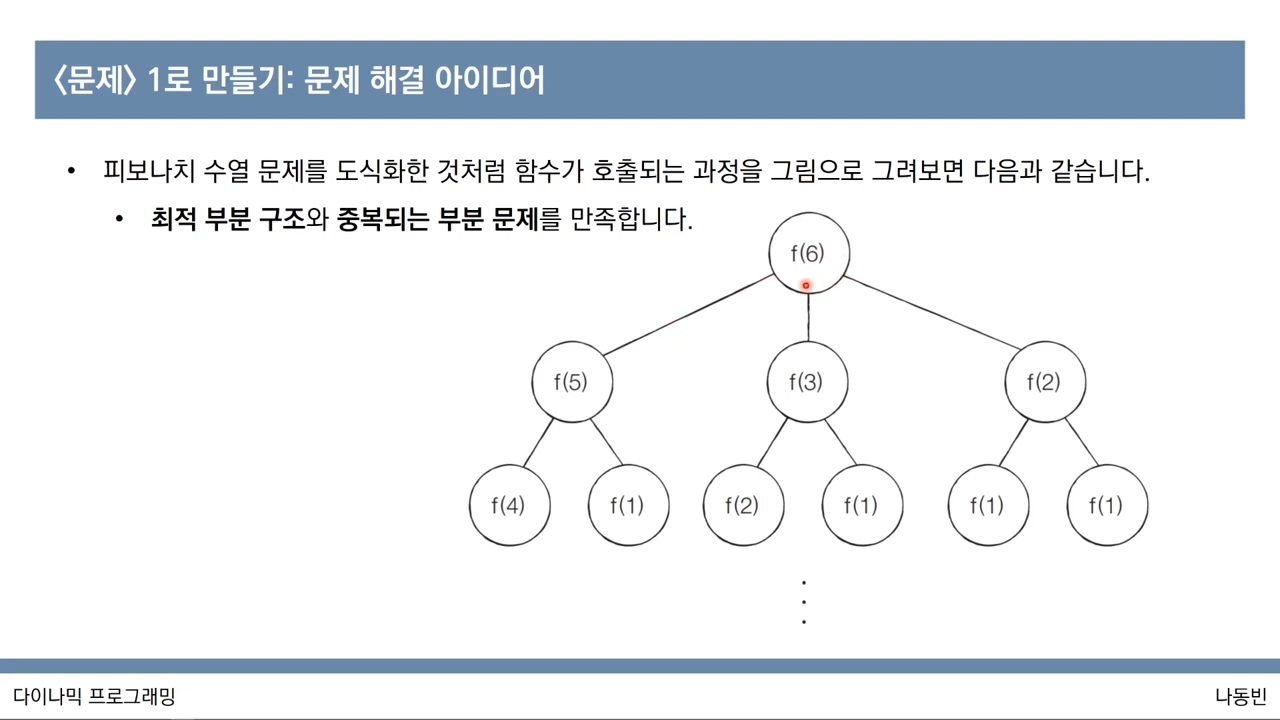 〈문제〉 1로 만들기: 문제 해결 아이디어
• 피보나치 수열 문제를 도식화한 것처럼 함수가 호출되는 과정을 그림으로 그려보면 다음과 같습니다.
• 최적 부분 구조와 중복되는 부분 문제를 만족합니다.
f(6)
f(5) f(3) f(2)
f(4) f(1) f(2) f(1) f(1) f(1)
다이나믹 프로그래밍 나동빈